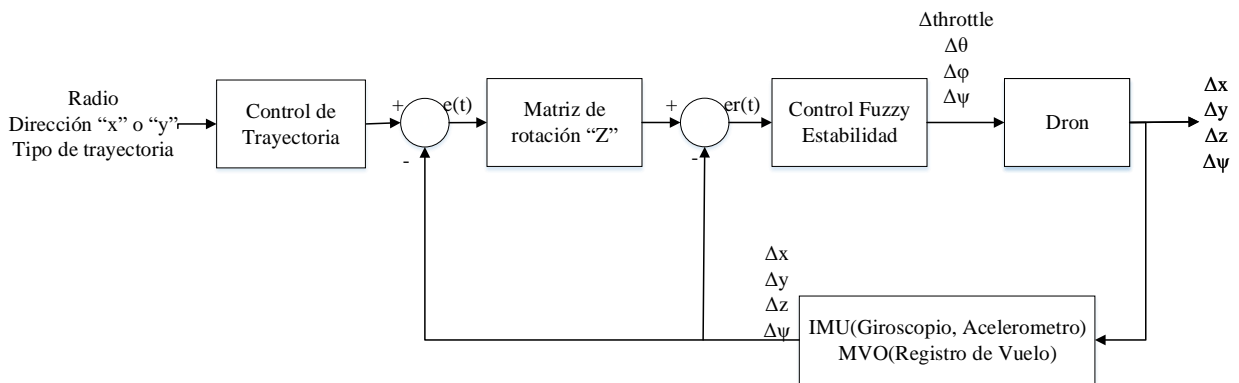 Radio
Dirección “x” o “y”
Tipo de trayectoria
Control de
Trayectoria
+
-
e(t)
Matriz de
rotación “Z”
+
-
er(t)
Control Fuzzy
Estabilidad
Δthrottle
Δθ
Δφ
Δψ
Dron
Δx
Δy
Δz
Δψ
Δx
Δy
Δz
Δψ
IMU(Giroscopio, Acelerometro)
MVO(Registro de Vuelo)